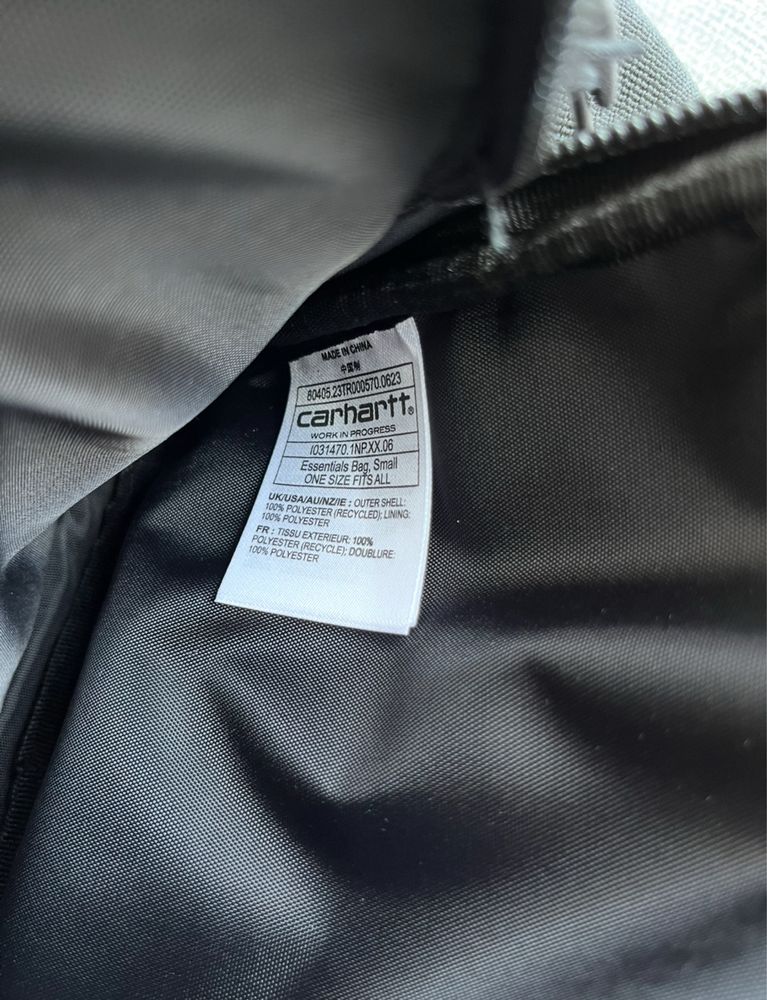 MADE IN CHINA
中国制
80405.23TR000570.0623
carhartt®
WORK IN PROGRESS
I031470.1NP.XX.06
Essentials Bag, Small
ONE SIZE FITS ALL
UK/USA/AU/NZ/IE : OUTER SHELL:
100% POLYESTER (RECYCLED); LINING:
100% POLYESTER
FR : TISSU EXTERIEUR: 100%
POLYESTER (RECYCLE); DOUBLURE:
100% POLYESTER